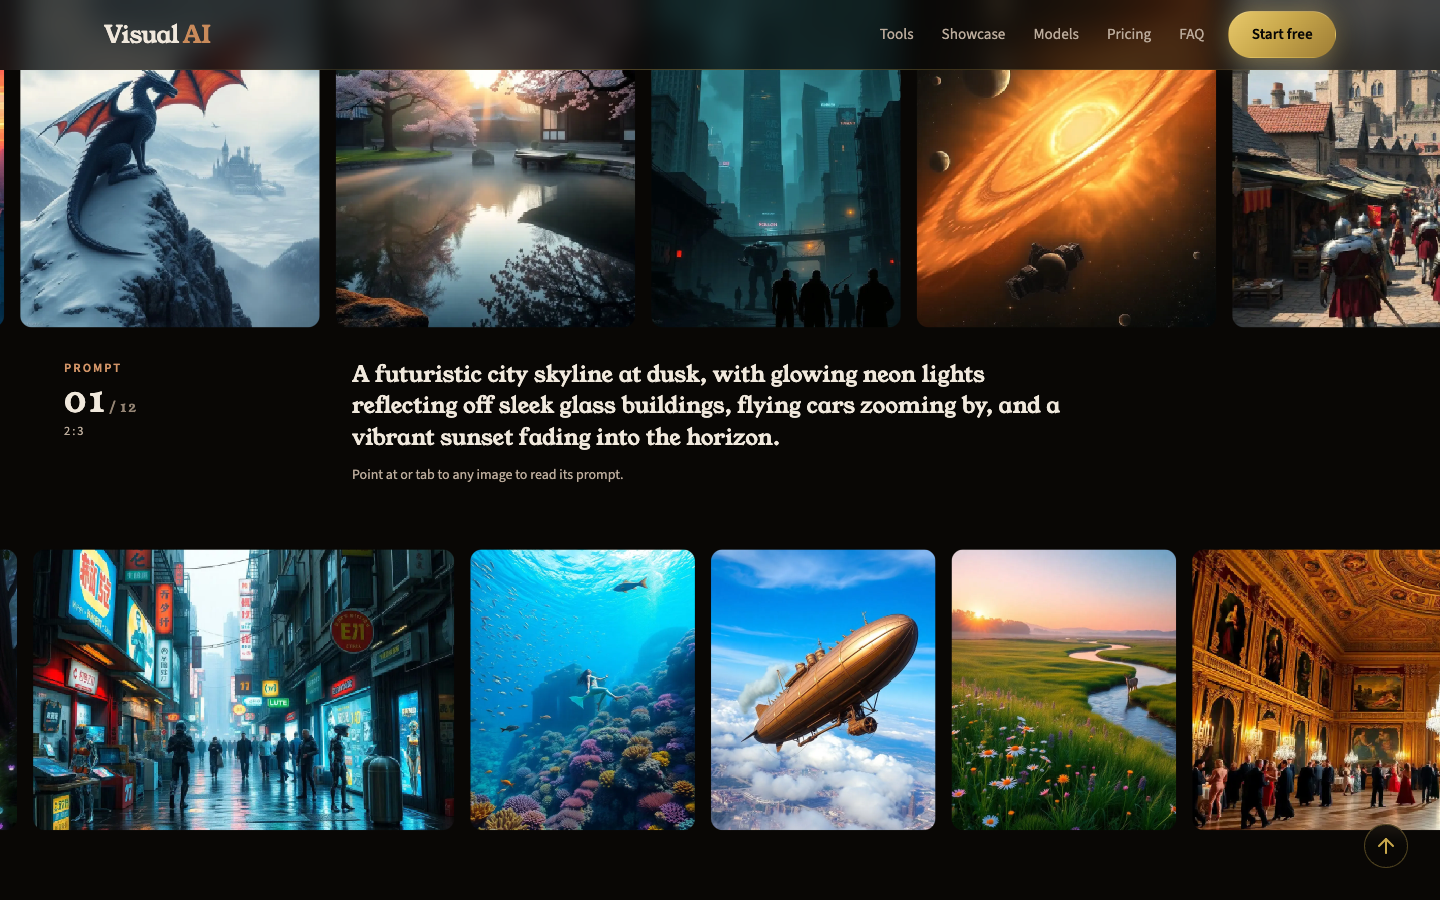 Visual AI
Tools
Showcase
Models
Pricing
FAQ
Start free
PROMPT
01 / 12
2:3
A futuristic city skyline at dusk, with glowing neon lights
reflecting off sleek glass buildings, flying cars zooming by, and a
vibrant sunset fading into the horizon.
Point at or tab to any image to read its prompt.